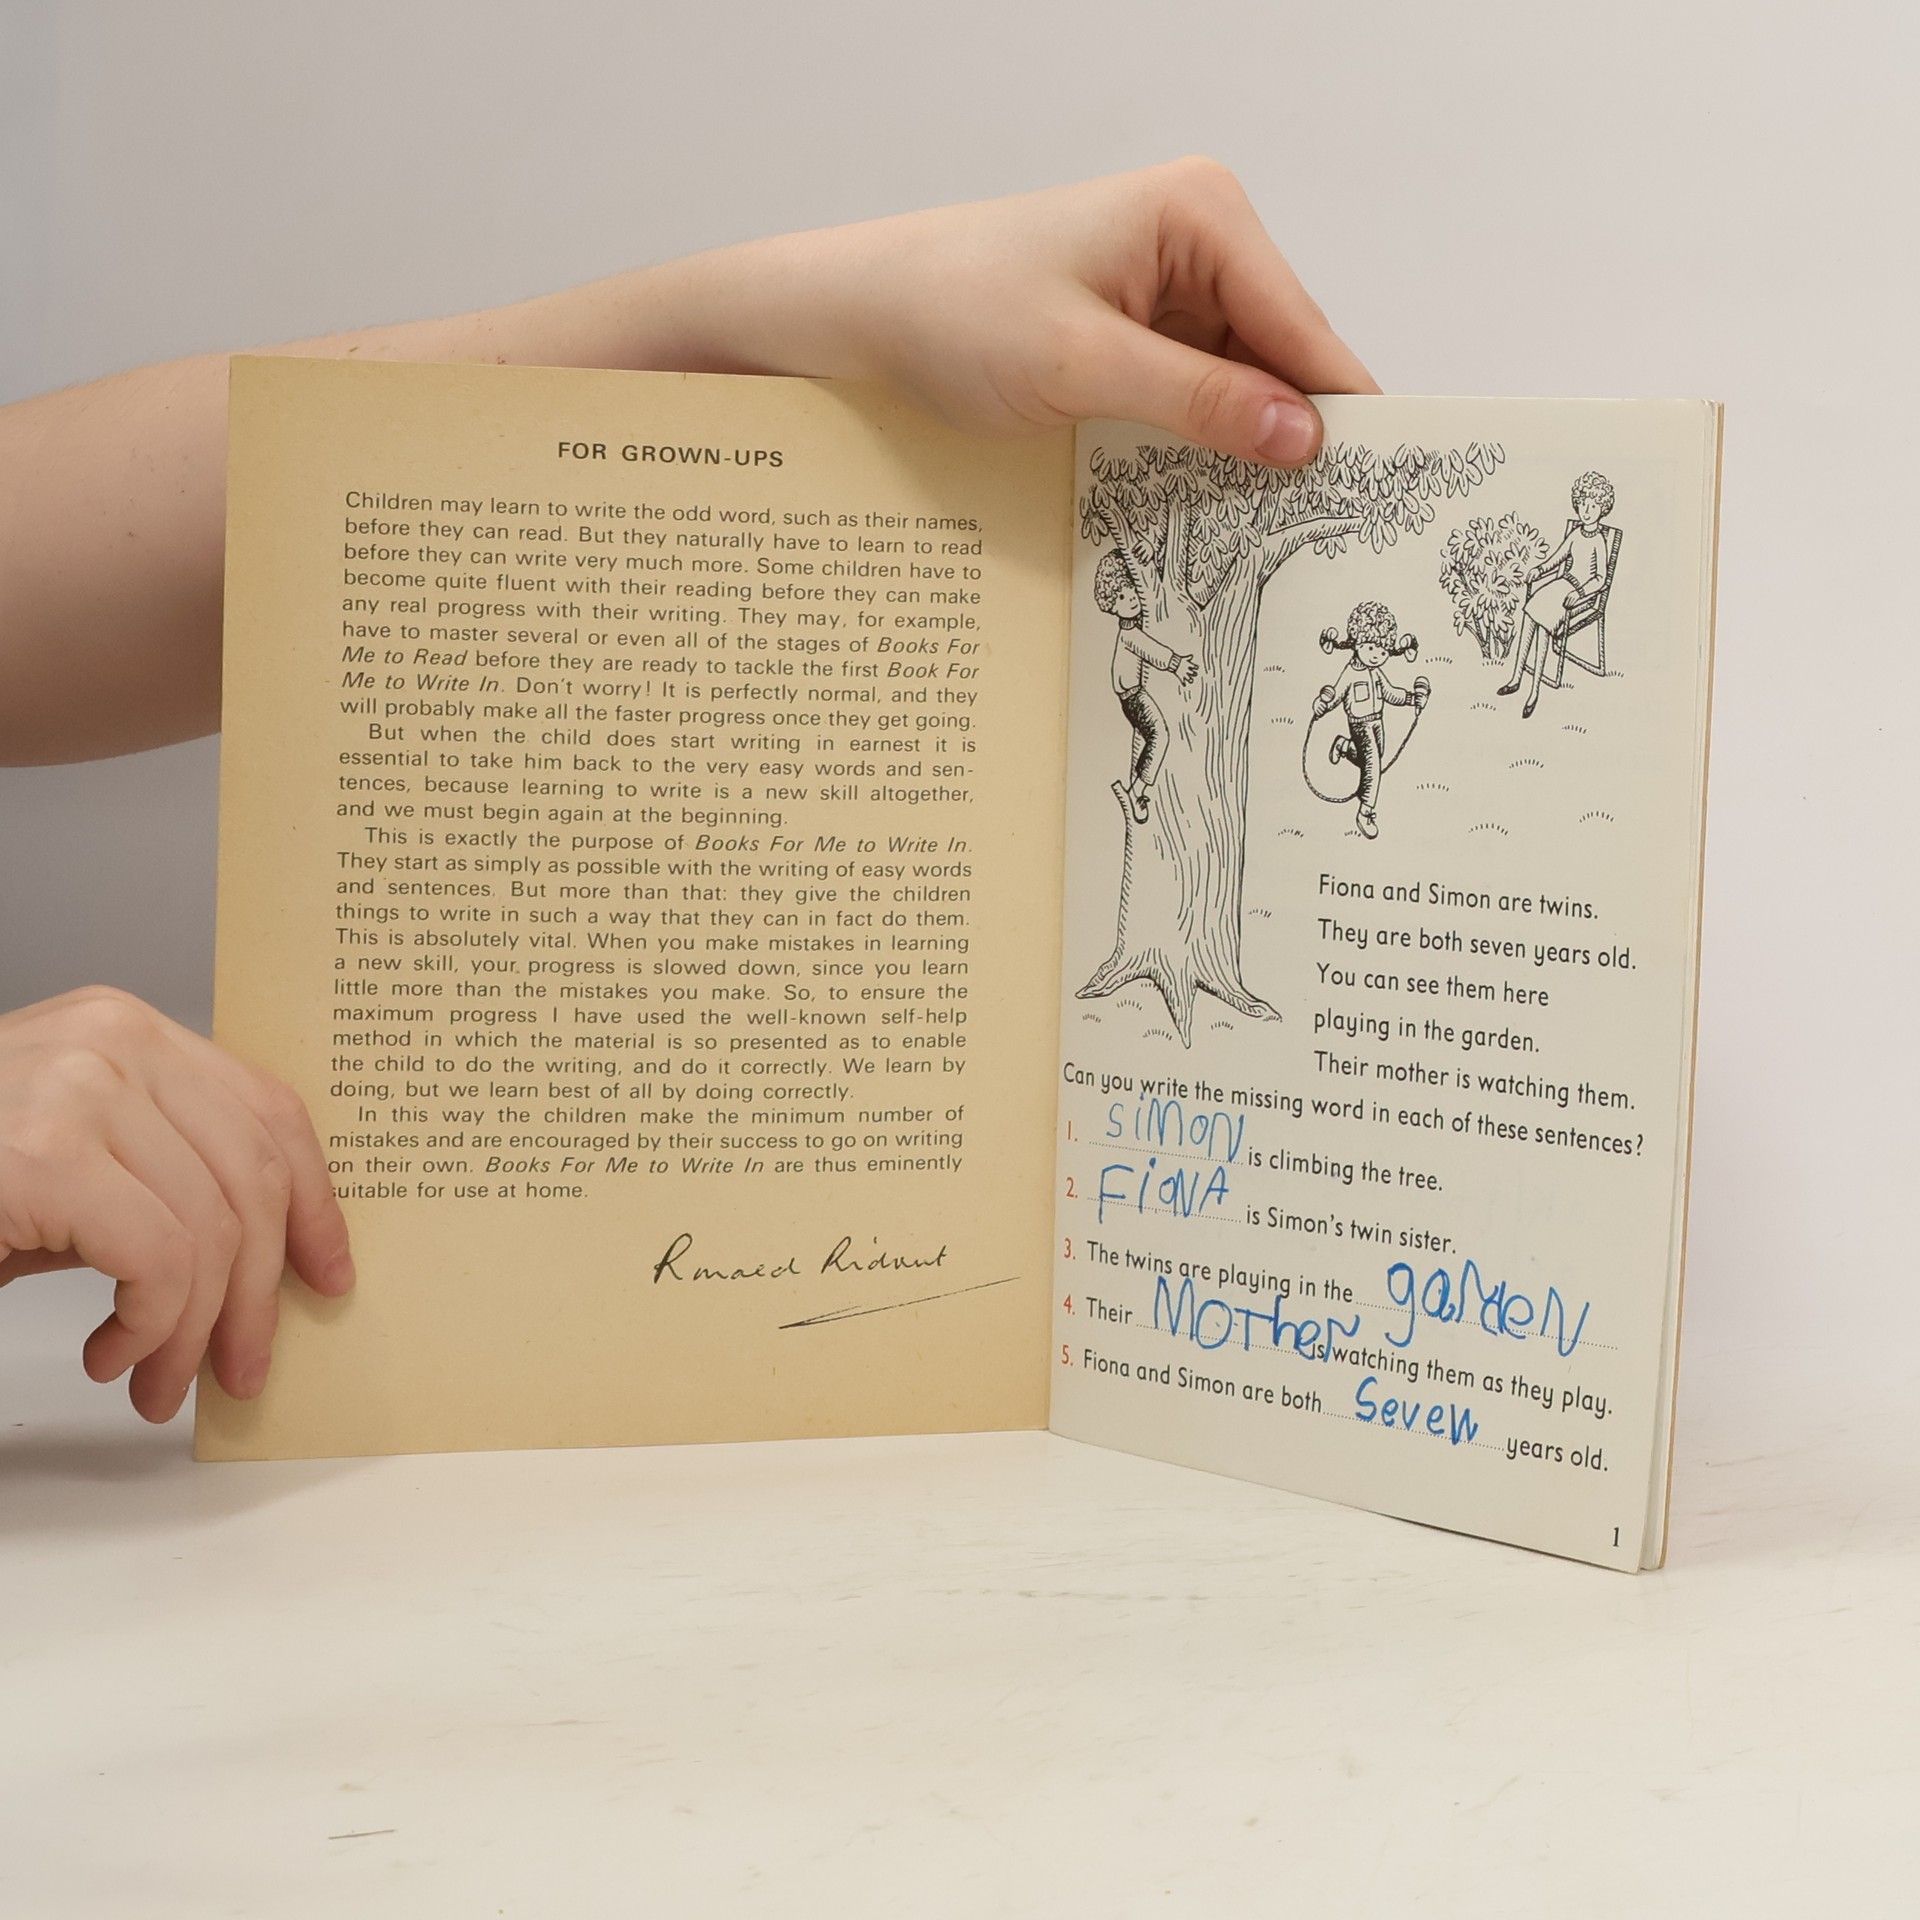 FOR GROWN-UPS
Children may learn to write the odd word, such as their names,
before they can read. But they naturally have to learn to read
before they can write very much more. Some children have to
become quite fluent with their reading before they can make
any real progress with their writing. They may, for example,
have to master several or even all of the stages of Books For
Me to Read before they are ready to tackle the first Book For
Me to Write In. Don't worry! It is perfectly normal, and they
will probably make all the faster progress once they get going.
But when the child does start writing in earnest it is
essential to take him back to the very easy words and sen-
tences, because learning to write is a new skill altogether,
and we must begin again at the beginning.
This is exactly the purpose of Books For Me to Write In.
They start as simply as possible with the writing of easy words
and sentences. But more than that: they give the children
things to write in such a way that they can in fact do them.
This is absolutely vital. When you make mistakes in learning
a new skill, your progress is slowed down, since you learn
little more than the mistakes you make. So, to ensure the
maximum progress I have used the well-known self-help
method in which the material is so presented as to enable
the child to do the writing, and do it correctly. We learn by
doing, but we learn best of all by doing correctly.
In this way the children make the minimum number of
mistakes and are encouraged by their success to go on writing
on their own. Books For Me to Write In are thus eminently
suitable for use at home.
Ronald Ridout
Fiona and Simon are twins.
They are both seven years old.
You can see them here
playing in the garden.
Their mother is watching them.
Can you write the missing word in each of these sentences?
1. SiMON is climbing the tree.
2. FiONA is Simon's twin sister.
3. The twins are playing in the garden
4. Their MOTher is watching them as they play.
5. Fiona and Simon are both Seven years old.
1